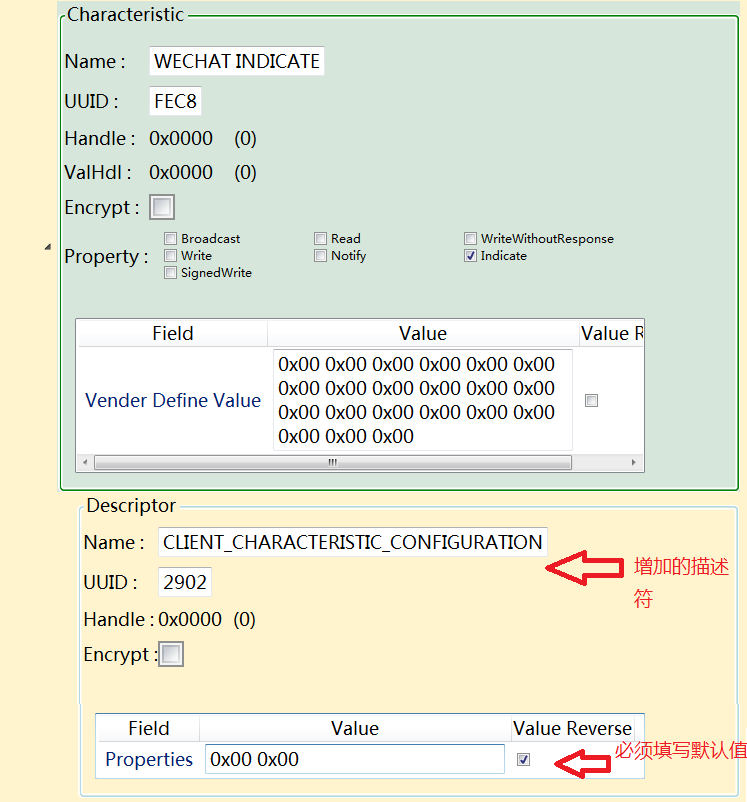 Characteristic
Name : WECHAT INDICATE
UUID : FEC8
Handle : 0x0000 (0)
ValHdl : 0x0000 (0)
Encrypt :
Property :
Broadcast Read WriteWithoutResponse
Write Notify Indicate
SignedWrite
Field Value Value R
Vender Define Value
0x00 0x00 0x00 0x00 0x00 0x00
0x00 0x00 0x00 0x00 0x00 0x00
0x00 0x00 0x00 0x00 0x00 0x00
0x00 0x00 0x00
Descriptor
Name : CLIENT_CHARACTERISTIC_CONFIGURATION
增加的描述
符
UUID : 2902
Handle : 0x0000 (0)
Encrypt :
Field Value Value Reverse
Properties 0x00 0x00
必须填写默认值